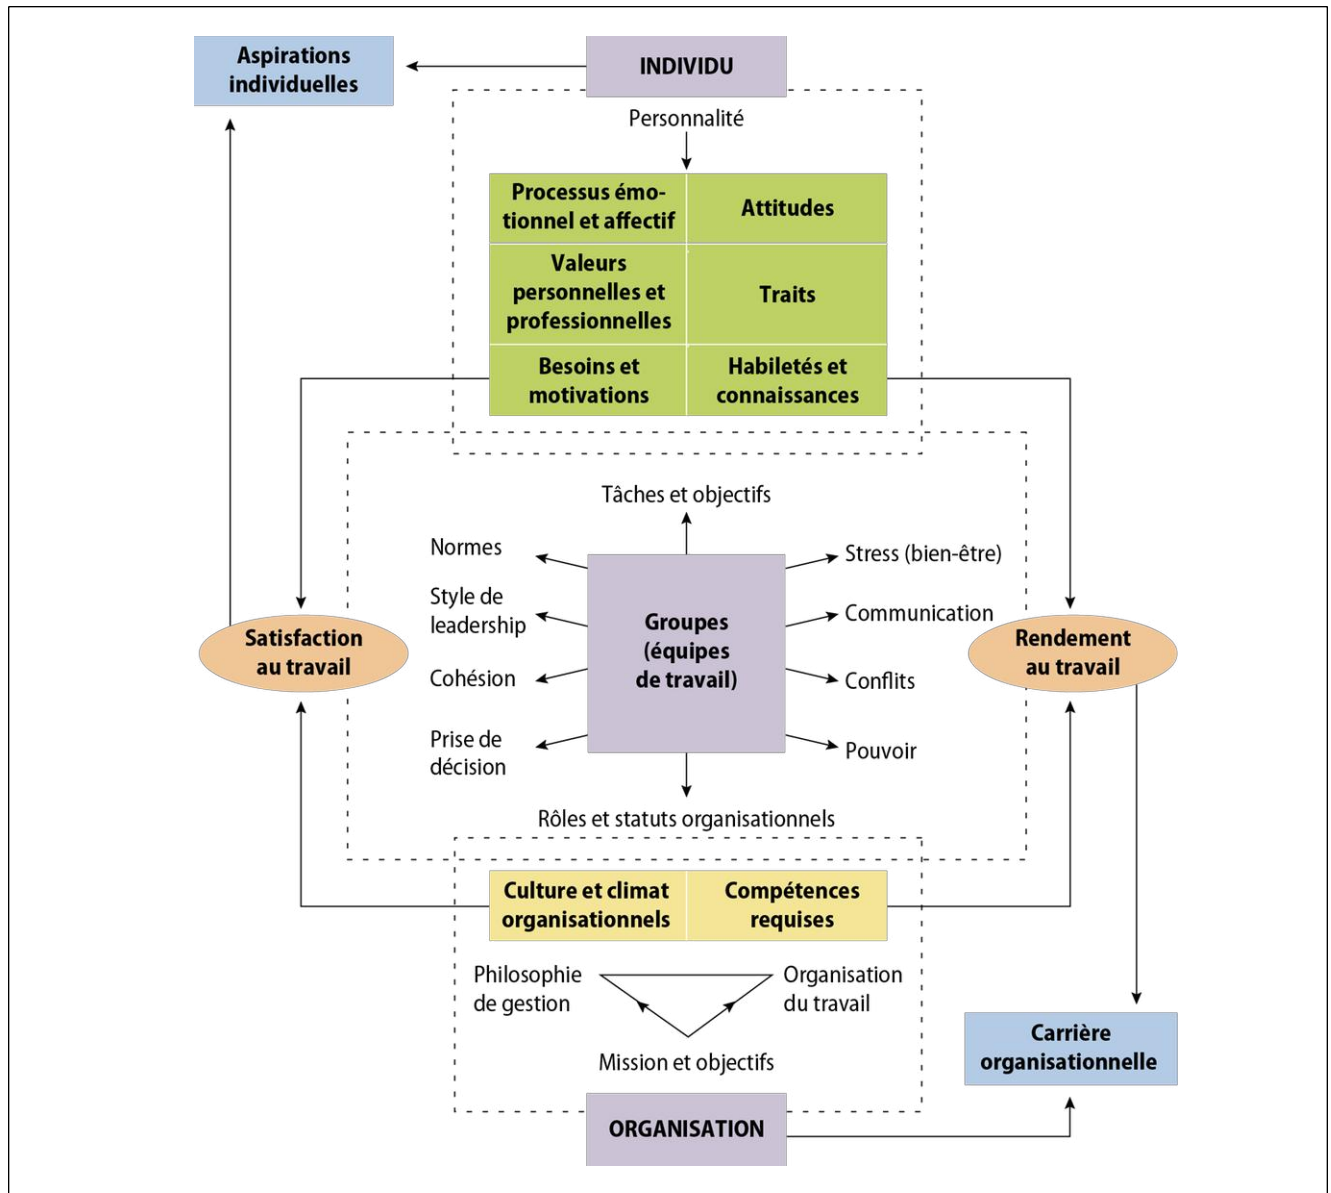 Aspirations
individuelles
INDIVIDU
Personnalité
Processus émo-
tionnel et affectif
Attitudes
Valeurs
personnelles et
professionnelles
Traits
Besoins et
motivations
Habiletés et
connaissances
Tâches et objectifs
Normes
Style de
leadership
Cohésion
Prise de
décision
Groupes
(équipes
de travail)
Stress (bien-être)
Communication
Conflits
Pouvoir
Satisfaction
au travail
Rendement
au travail
Rôles et statuts organisationnels
Culture et climat
organisationnels
Compétences
requises
Philosophie
de gestion
Organisation
du travail
Mission et objectifs
Carrière
organisationnelle
ORGANISATION